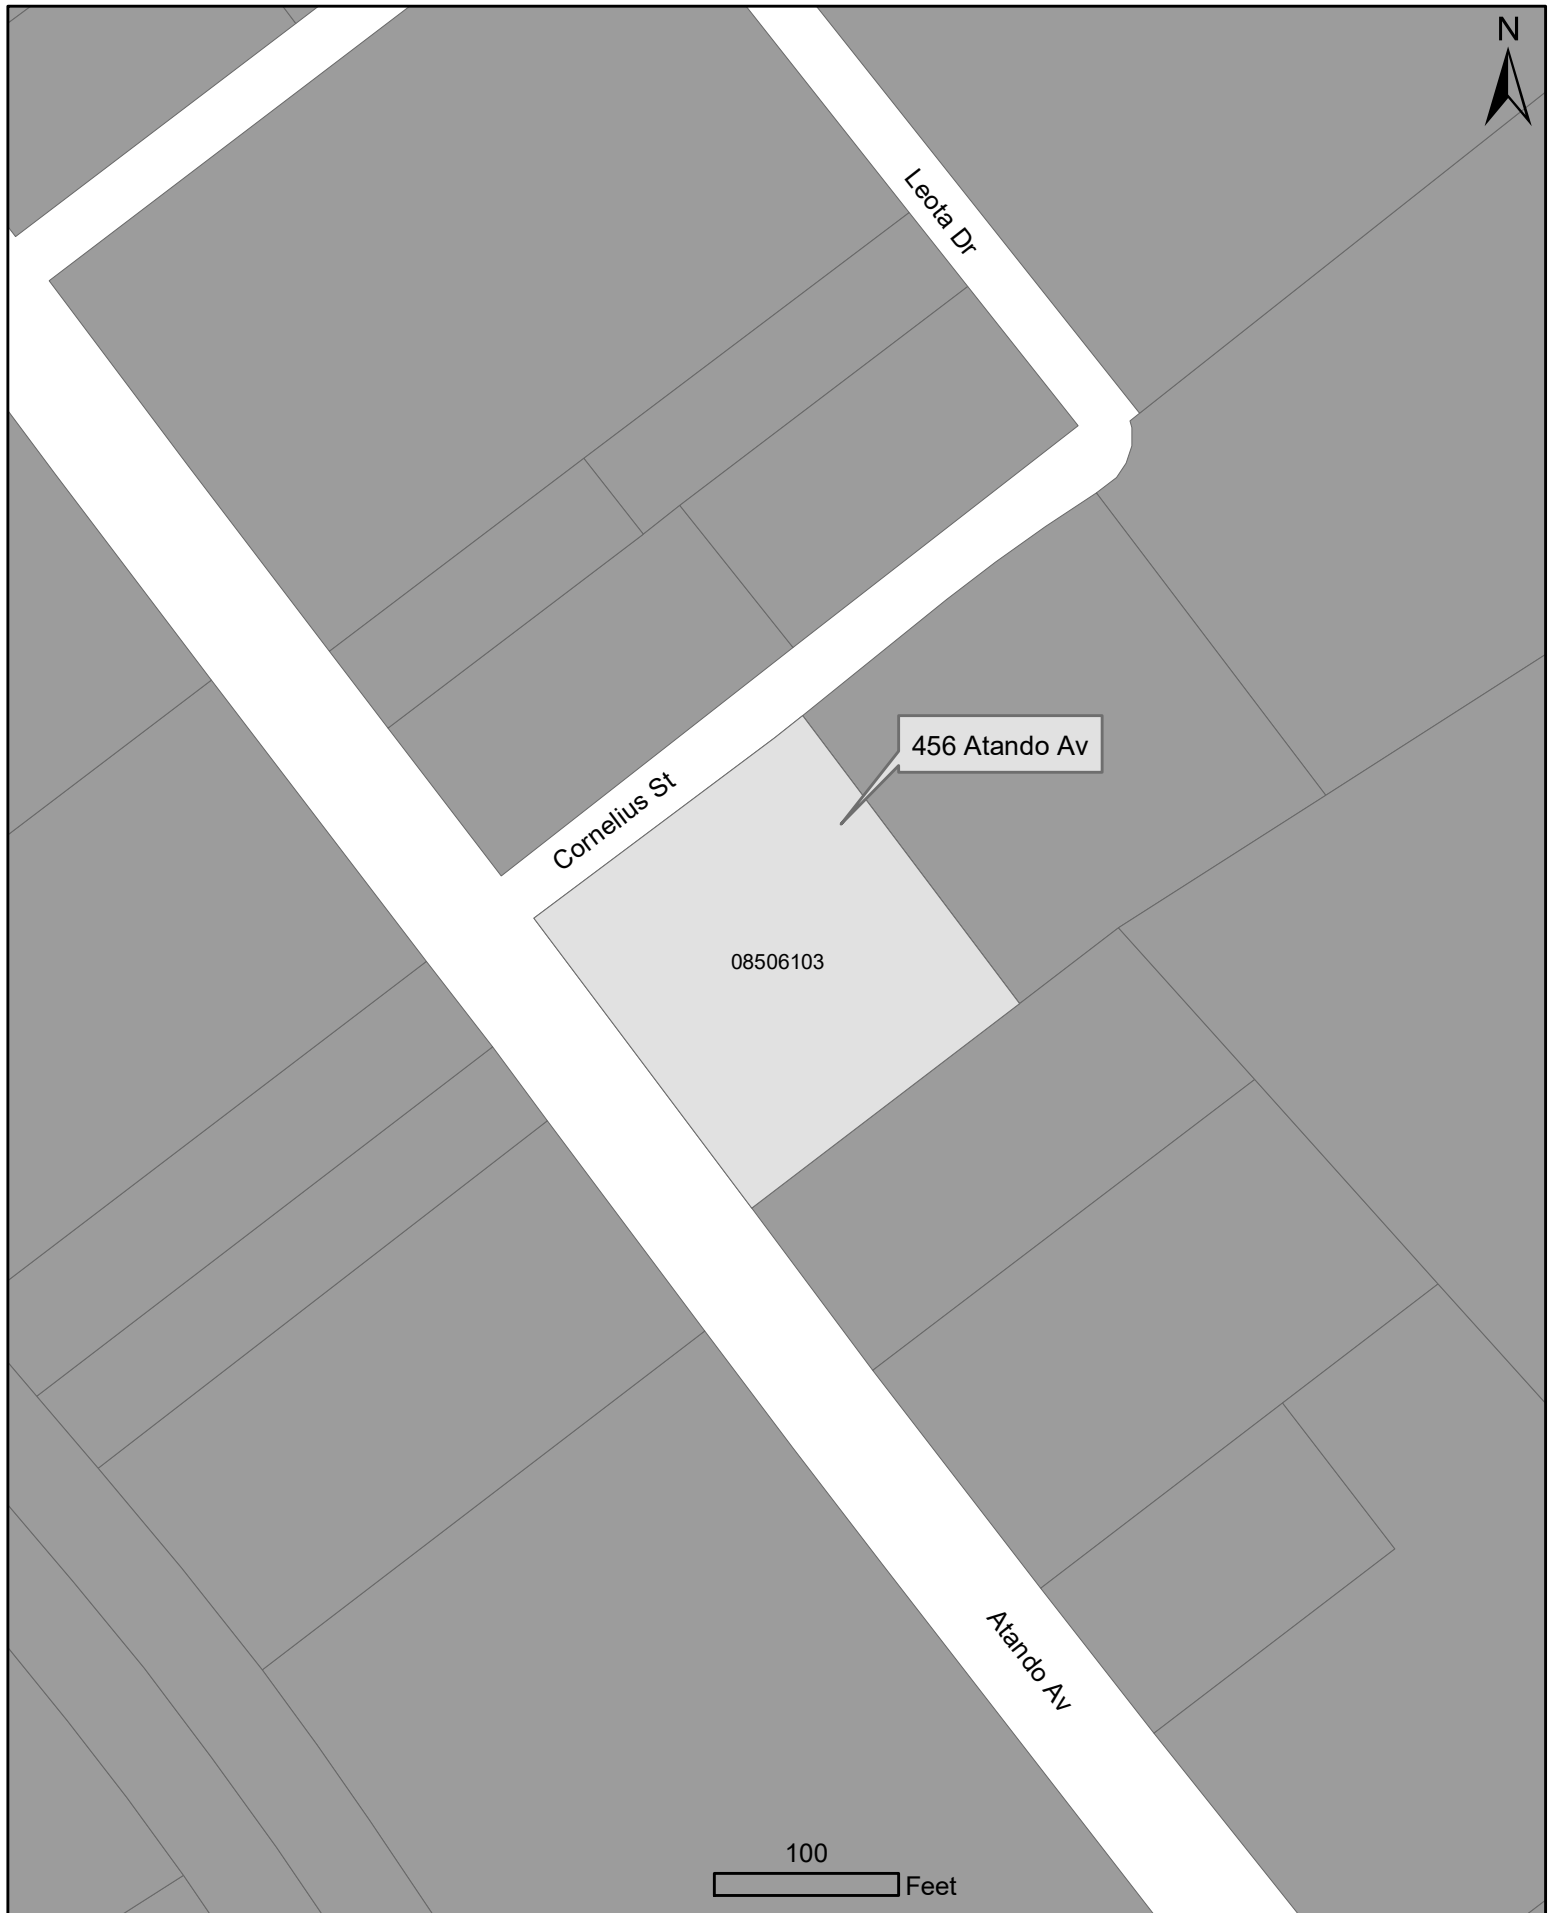 N
Leota Dr
456 Atando Av
Cornelius St
08506103
Atando Av
100
Feet